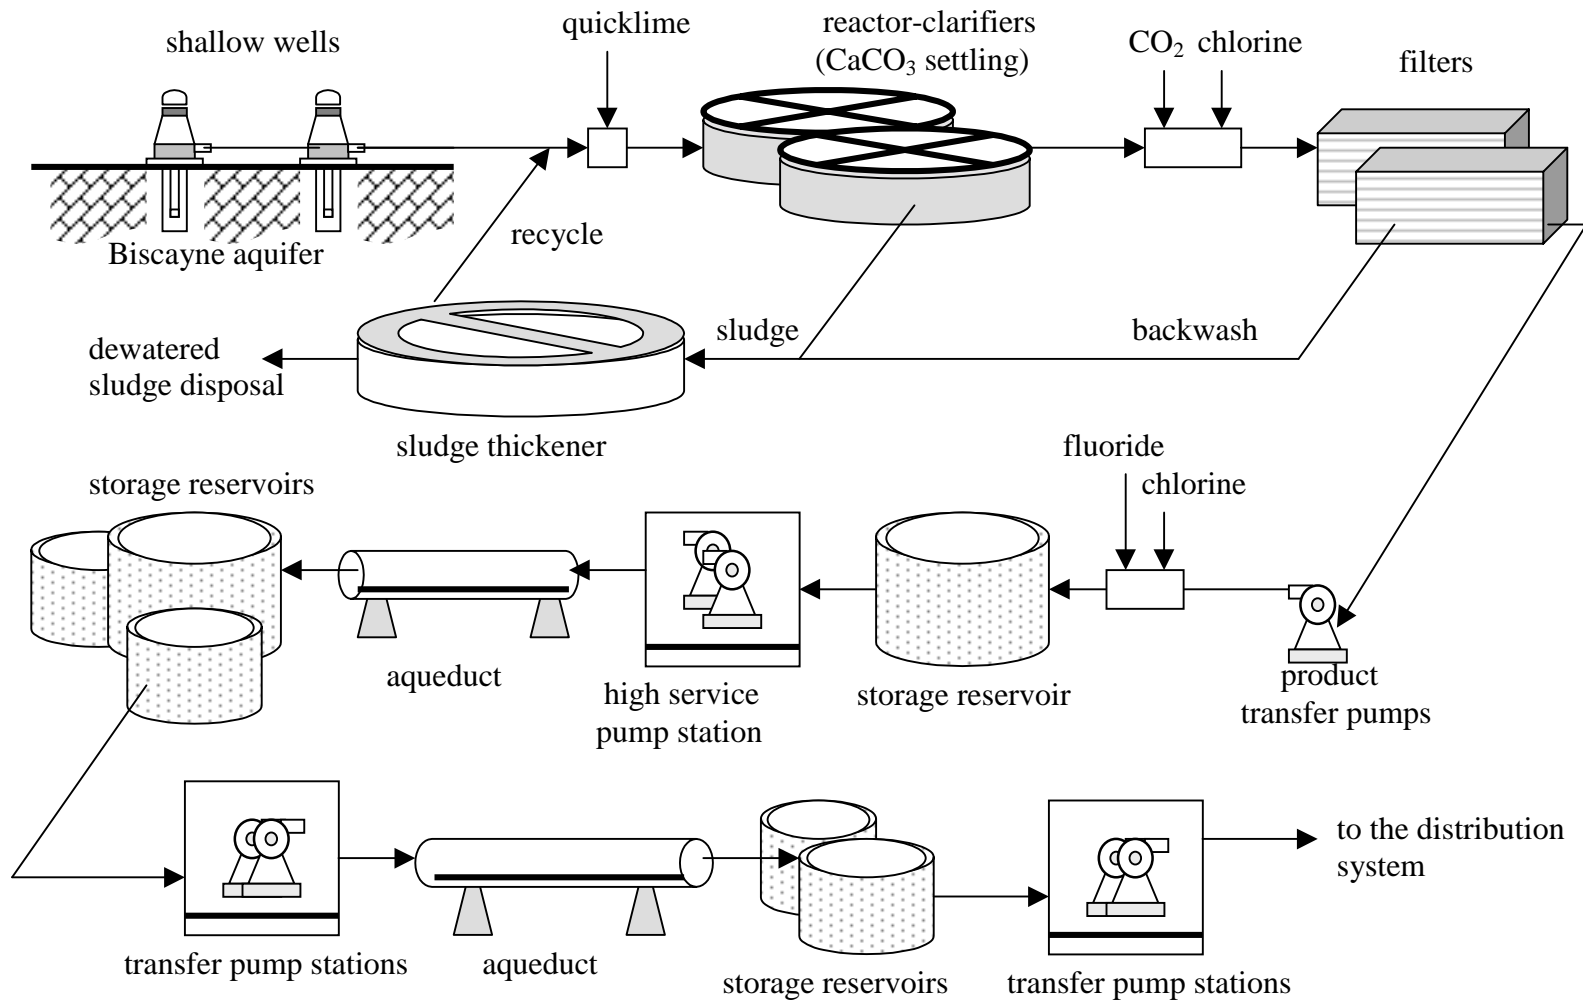 shallow wells
quicklime
reactor-clarifiers
(CaCO₃ settling)
CO₂ chlorine
filters
Biscayne aquifer
recycle
dewatered
sludge disposal
sludge
backwash
sludge thickener
fluoride
chlorine
storage reservoirs
aqueduct
high service
pump station
storage reservoir
product
transfer pumps
transfer pump stations
aqueduct
storage reservoirs
transfer pump stations
to the distribution
system